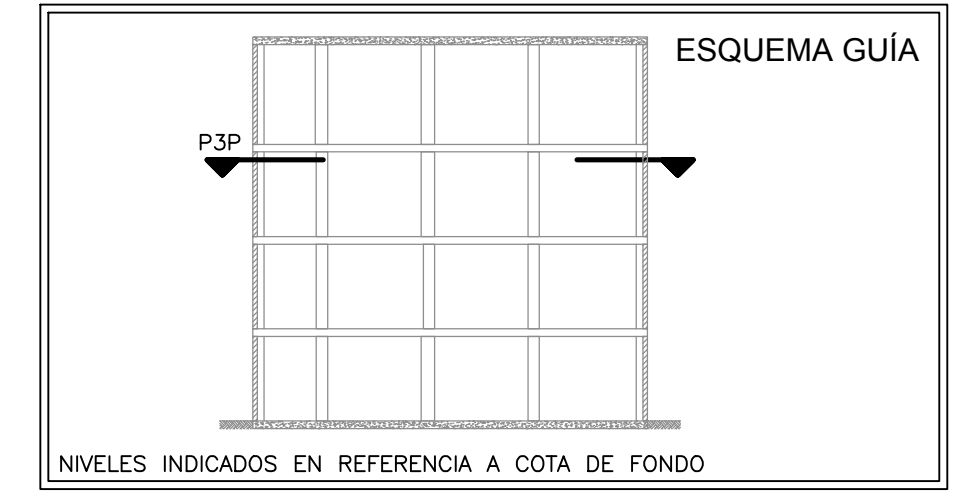 ESQUEMA GUÍA
P3P
NIVELES INDICADOS EN REFERENCIA A COTA DE FONDO